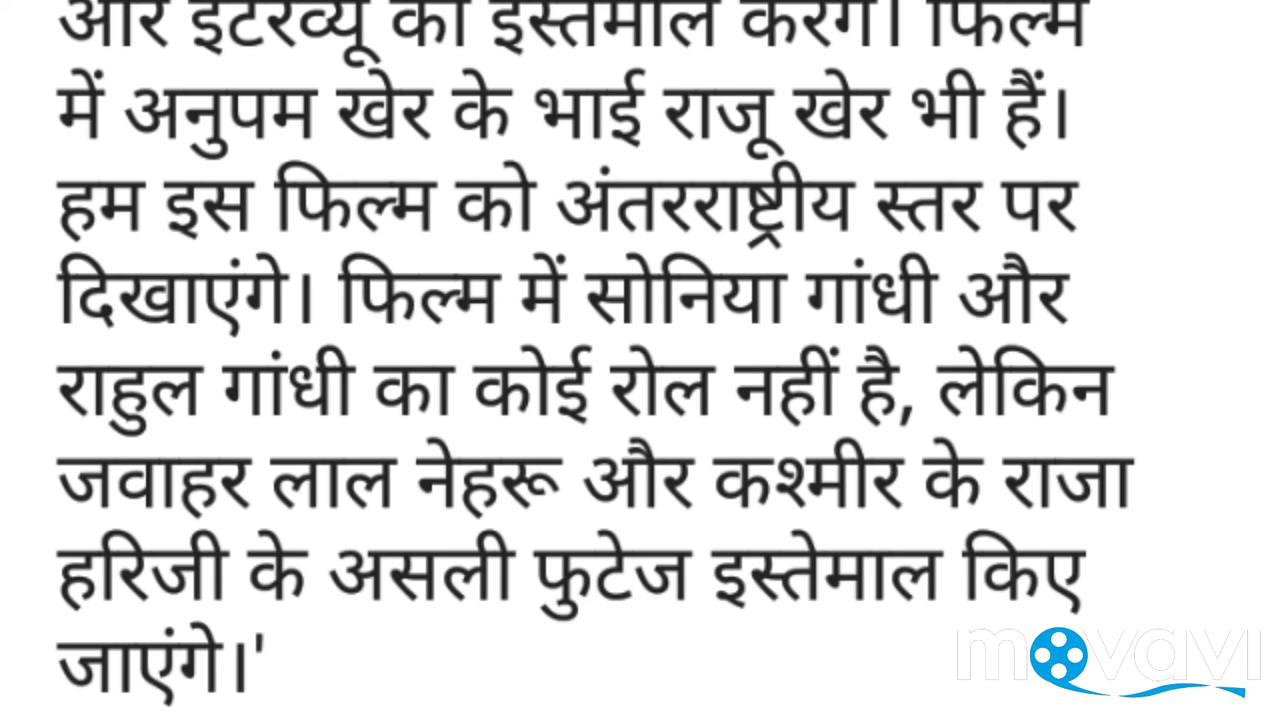 और इंटरव्यू का इस्तेमाल करेंगे। फिल्म
में अनुपम खेर के भाई राजू खेर भी हैं।
हम इस फिल्म को अंतरराष्ट्रीय स्तर पर
दिखाएंगे। फिल्म में सोनिया गांधी और
राहुल गांधी का कोई रोल नहीं है, लेकिन
जवाहर लाल नेहरू और कश्मीर के राजा
हरिजी के असली फुटेज इस्तेमाल किए
जाएंगे।'
movavi